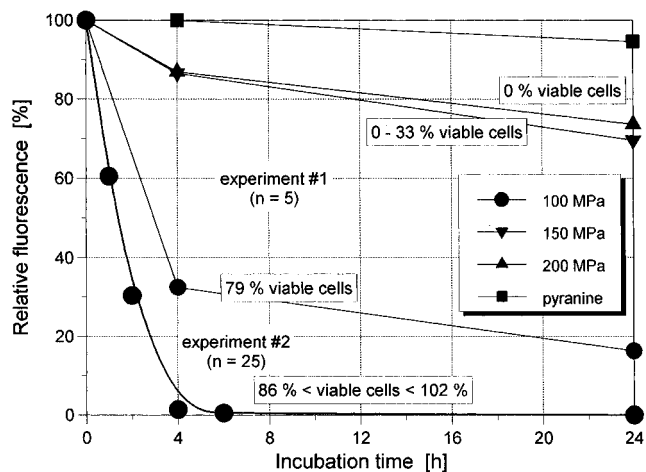 100
80
60
40
20
0
Relative fluorescence [%]
0 % viable cells
0 - 33 % viable cells
experiment #1
(n = 5)
100 MPa
150 MPa
200 MPa
pyranine
79 % viable cells
experiment #2
(n = 25)
86 % < viable cells < 102 %
0 4 8 12 16 20 24
Incubation time [h]